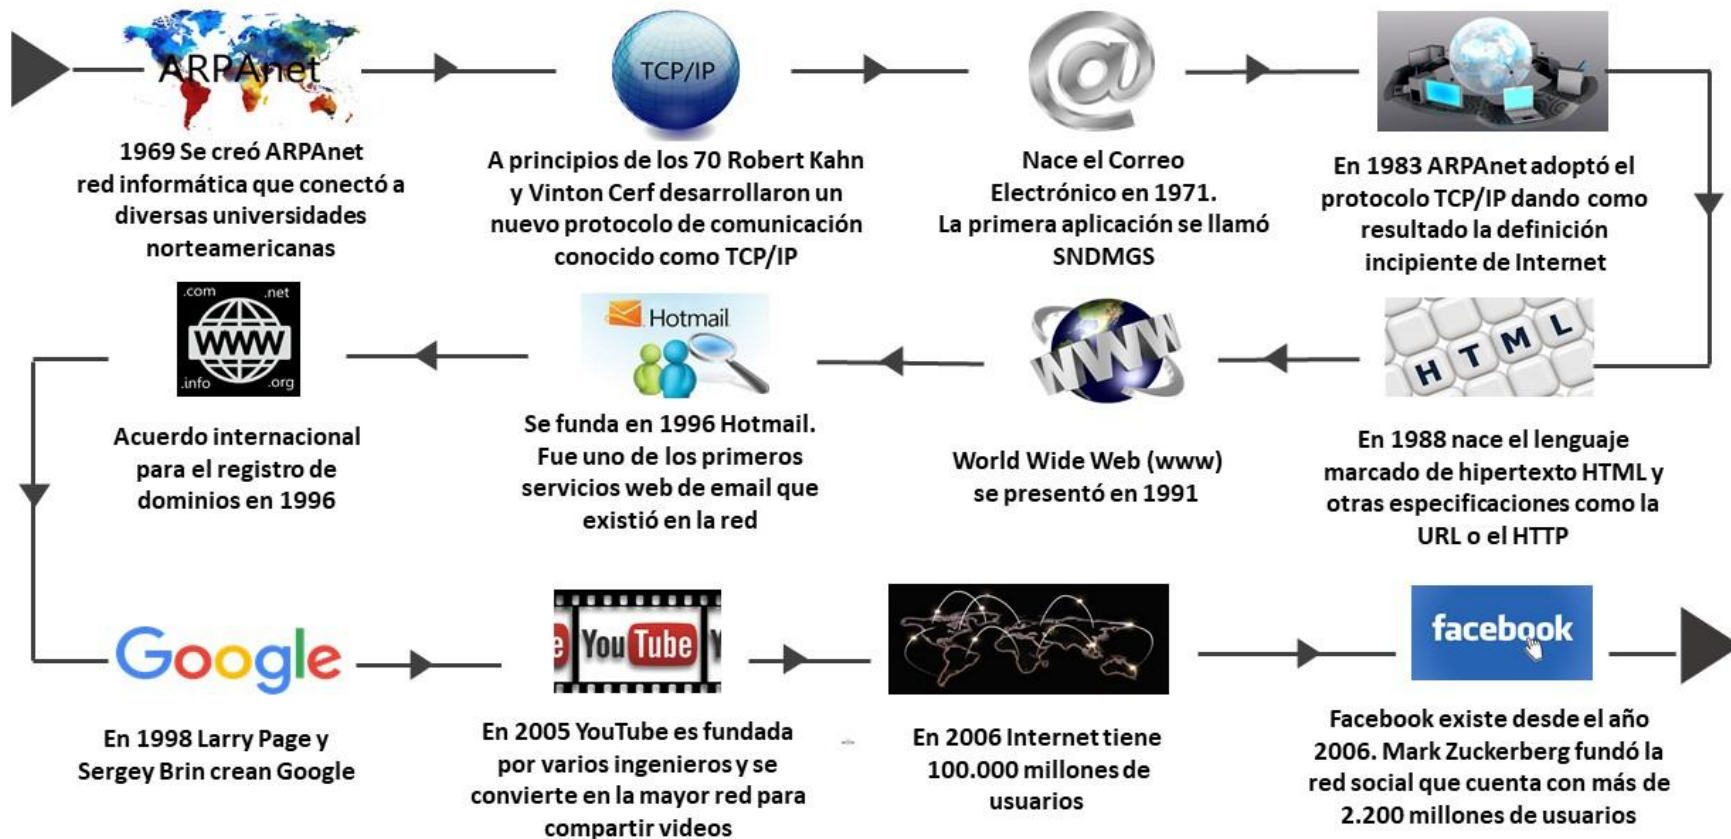 ARPAnet
1969 Se creó ARPAnet
red informática que conectó a
diversas universidades
norteamericanas
TCP/IP
A principios de los 70 Robert Kahn
y Vinton Cerf desarrollaron un
nuevo protocolo de comunicación
conocido como TCP/IP
@
Nace el Correo
Electrónico en 1971.
La primera aplicación se llamó
SNDMGS
En 1983 ARPAnet adoptó el
protocolo TCP/IP dando como
resultado la definición
incipiente de Internet
HTML
En 1988 nace el lenguaje
marcado de hipertexto HTML y
otras especificaciones como la
URL o el HTTP
WWW
World Wide Web (www)
se presentó en 1991
Hotmail
Se funda en 1996 Hotmail.
Fue uno de los primeros
servicios web de email que
existió en la red
.com .net
WWW
.info .org
Acuerdo internacional
para el registro de
dominios en 1996
Google
En 1998 Larry Page y
Sergey Brin crean Google
e YouTube Y
En 2005 YouTube es fundada
por varios ingenieros y se
convierte en la mayor red para
compartir videos
En 2006 Internet tiene
100.000 millones de
usuarios
facebook
Facebook existe desde el año
2006. Mark Zuckerberg fundó la
red social que cuenta con más de
2.200 millones de usuarios